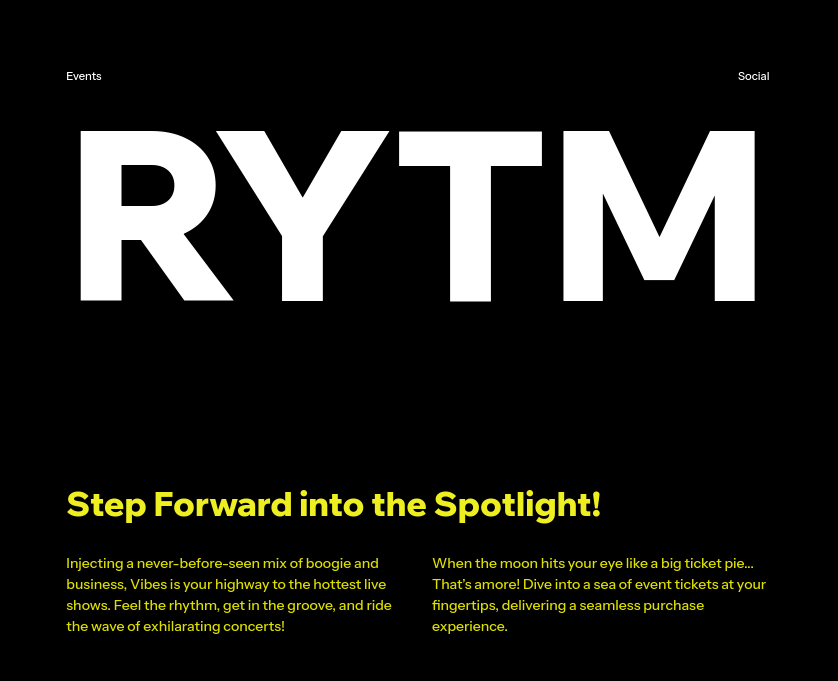 Events
Social
RYTM
Step Forward into the Spotlight!
Injecting a never-before-seen mix of boogie and
business, Vibes is your highway to the hottest live
shows. Feel the rhythm, get in the groove, and ride
the wave of exhilarating concerts!
When the moon hits your eye like a big ticket pie...
That's amore! Dive into a sea of event tickets at your
fingertips, delivering a seamless purchase
experience.